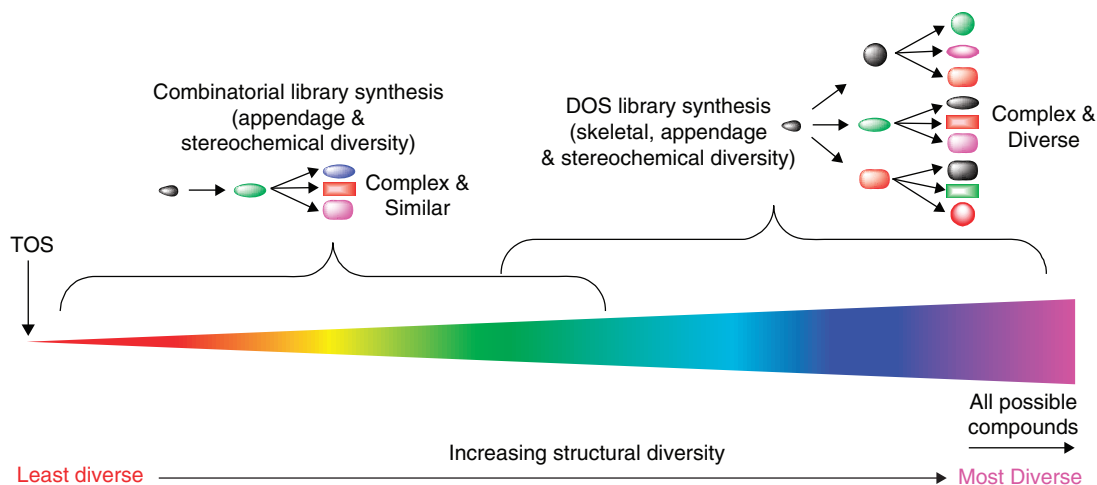 Combinatorial library synthesis
(appendage &
stereochemical diversity)
Complex &
Similar
DOS library synthesis
(skeletal, appendage
& stereochemical diversity)
Complex &
Diverse
TOS
All possible
compounds
Increasing structural diversity
Least diverse
Most Diverse